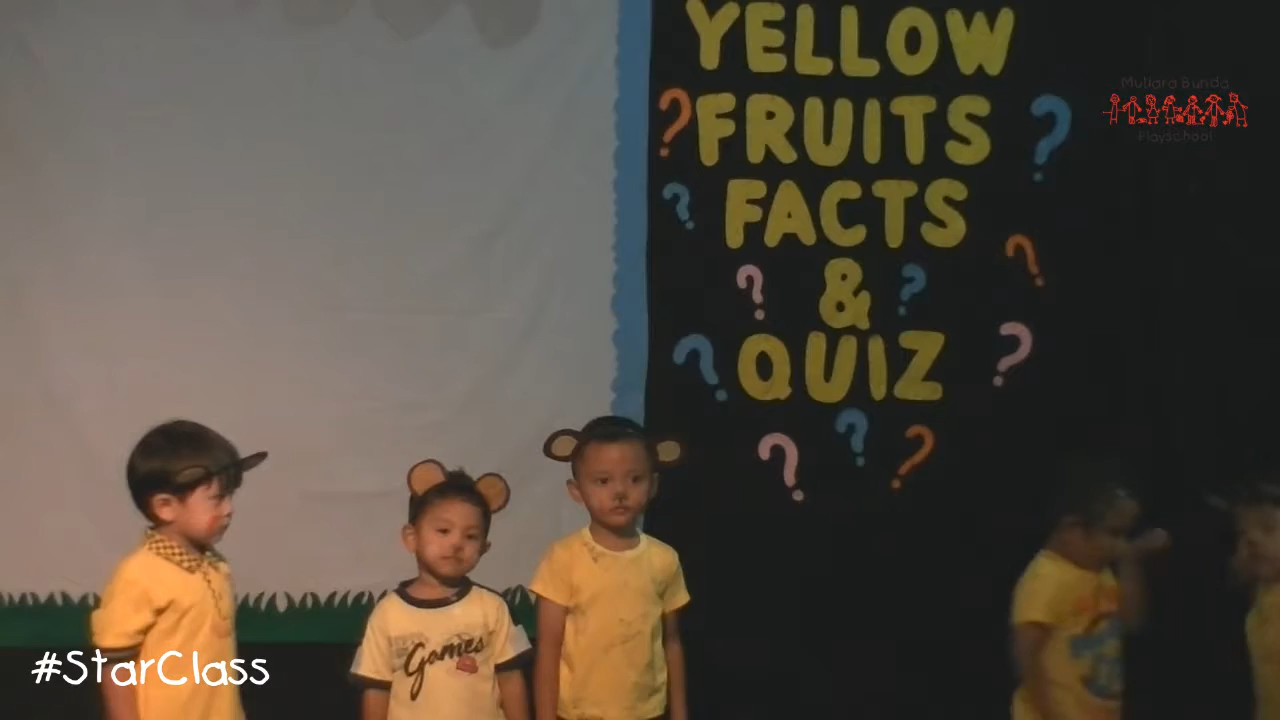 YELLOW
FRUITS
FACTS
&
QUIZ
Mutiara Bunda
Playschool
Games
#StarClass